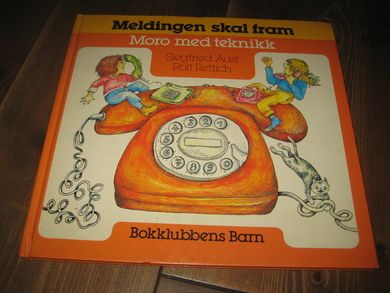 Meldingen skal fram
Moro med teknikk
Siegfried Aust
Rolf Rettich
Bokklubbens Barn